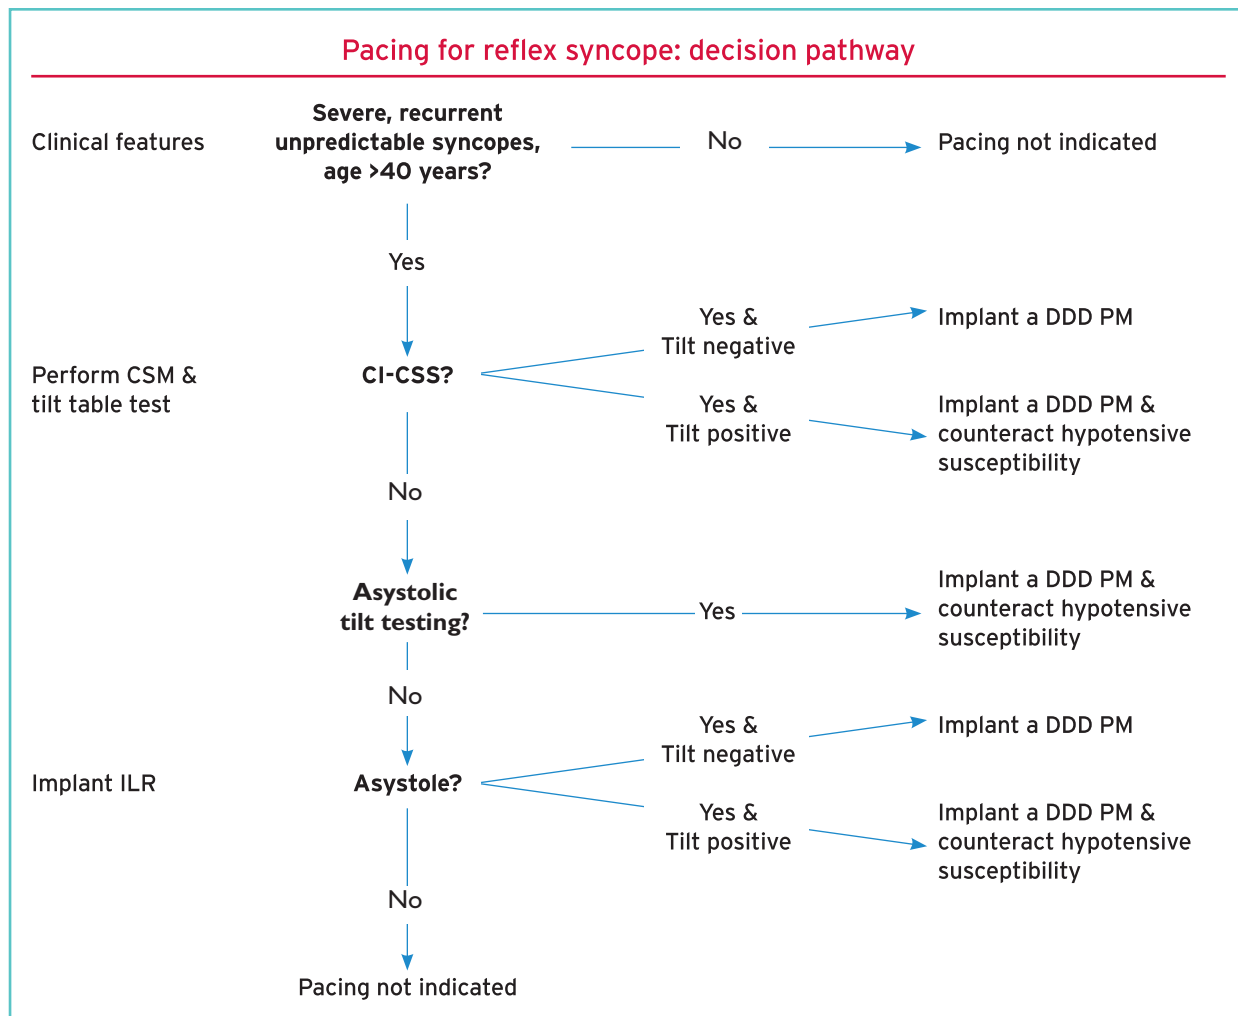 Pacing for reflex syncope: decision pathway
Clinical features
Severe, recurrent
unpredictable syncopes,
age >40 years?
No
Pacing not indicated
Yes
Perform CSM &
tilt table test
CI-CSS?
Yes &
Tilt negative
Implant a DDD PM
Yes &
Tilt positive
Implant a DDD PM &
counteract hypotensive
susceptibility
No
Asystolic
tilt testing?
Yes
Implant a DDD PM &
counteract hypotensive
susceptibility
No
Implant ILR
Asystole?
Yes &
Tilt negative
Implant a DDD PM
Yes &
Tilt positive
Implant a DDD PM &
counteract hypotensive
susceptibility
No
Pacing not indicated